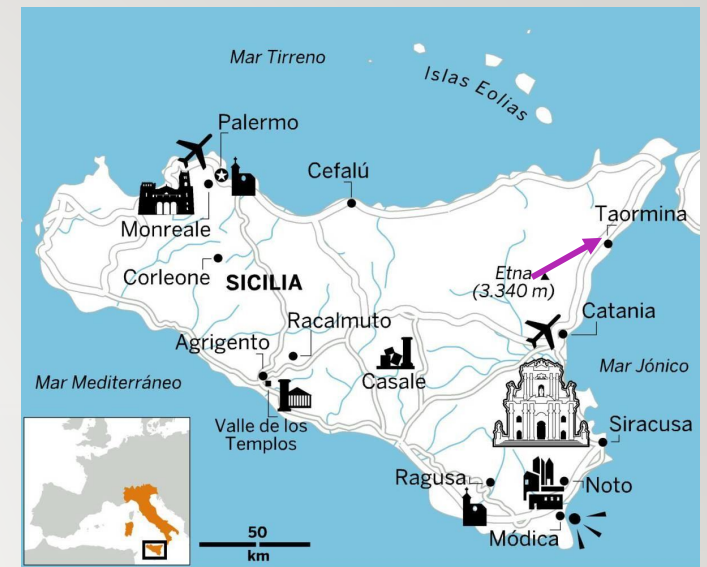 Mar Tirreno
Islas Eolias
Palermo
Cefalú
Monreale
Taormina
Corleone
SICILIA
Etna
(3.340 m)
Racalmuto
Catania
Agrigento
Casale
Mar Jónico
Mar Mediterráneo
Valle de los
Templos
Siracusa
Ragusa
Noto
Módica
50
km